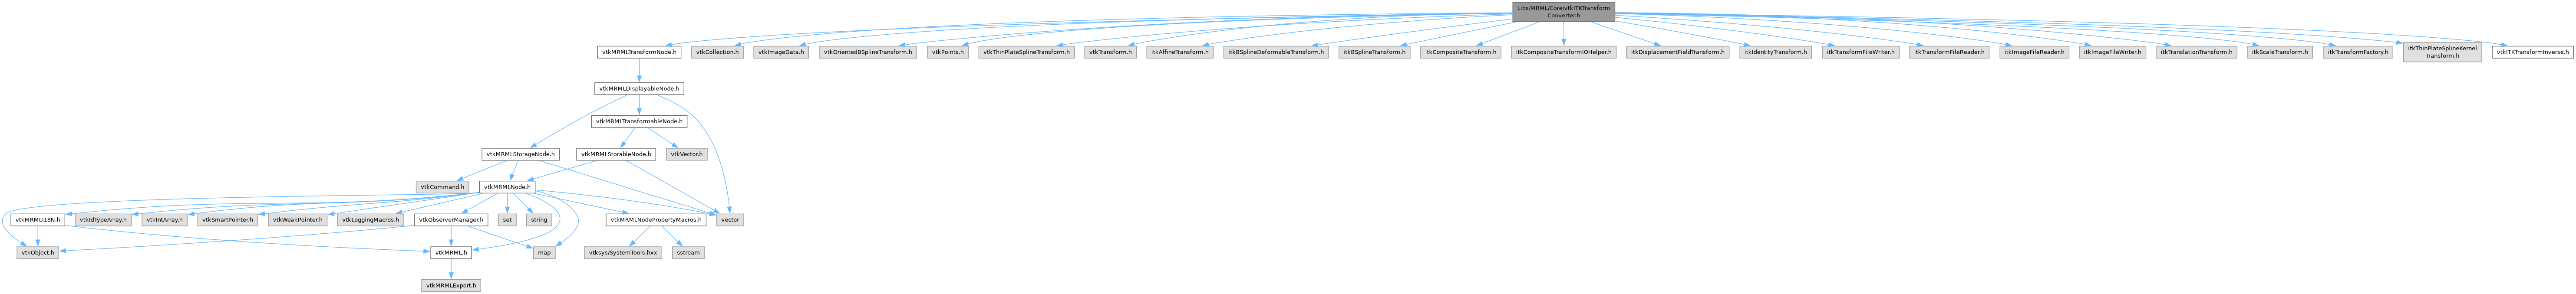 Libs/MRML/Core/vtkITKTransform
Converter.h
vtkMRMLTransformNode.h
vtkCollection.h
vtkImageData.h
vtkOrientedBSplineTransform.h
vtkPoints.h
vtkThinPlateSplineTransform.h
vtkTransform.h
itkAffineTransform.h
itkBSplineDeformableTransform.h
itkBSplineTransform.h
itkCompositeTransform.h
itkCompositeTransformIOHelper.h
itkDisplacementFieldTransform.h
itkIdentityTransform.h
itkTransformFileWriter.h
itkTransformFileReader.h
itkImageFileReader.h
itkImageFileWriter.h
itkTranslationTransform.h
itkScaleTransform.h
itkTransformFactory.h
itkThinPlateSplineKernel
Transform.h
vtkITKTransformInverse.h
vtkMRMLDisplayableNode.h
vtkMRMLTransformableNode.h
vtkMRMLStorageNode.h
vtkMRMLStorableNode.h
vtkVector.h
vtkCommand.h
vtkMRMLNode.h
vtkMRMLI18N.h
vtkIdTypeArray.h
vtkIntArray.h
vtkSmartPointer.h
vtkWeakPointer.h
vtkLoggingMacros.h
vtkObserverManager.h
set
string
vtkMRMLNodePropertyMacros.h
vector
vtkObject.h
vtkMRML.h
map
vtksys/SystemTools.hxx
sstream
vtkMRMLExport.h